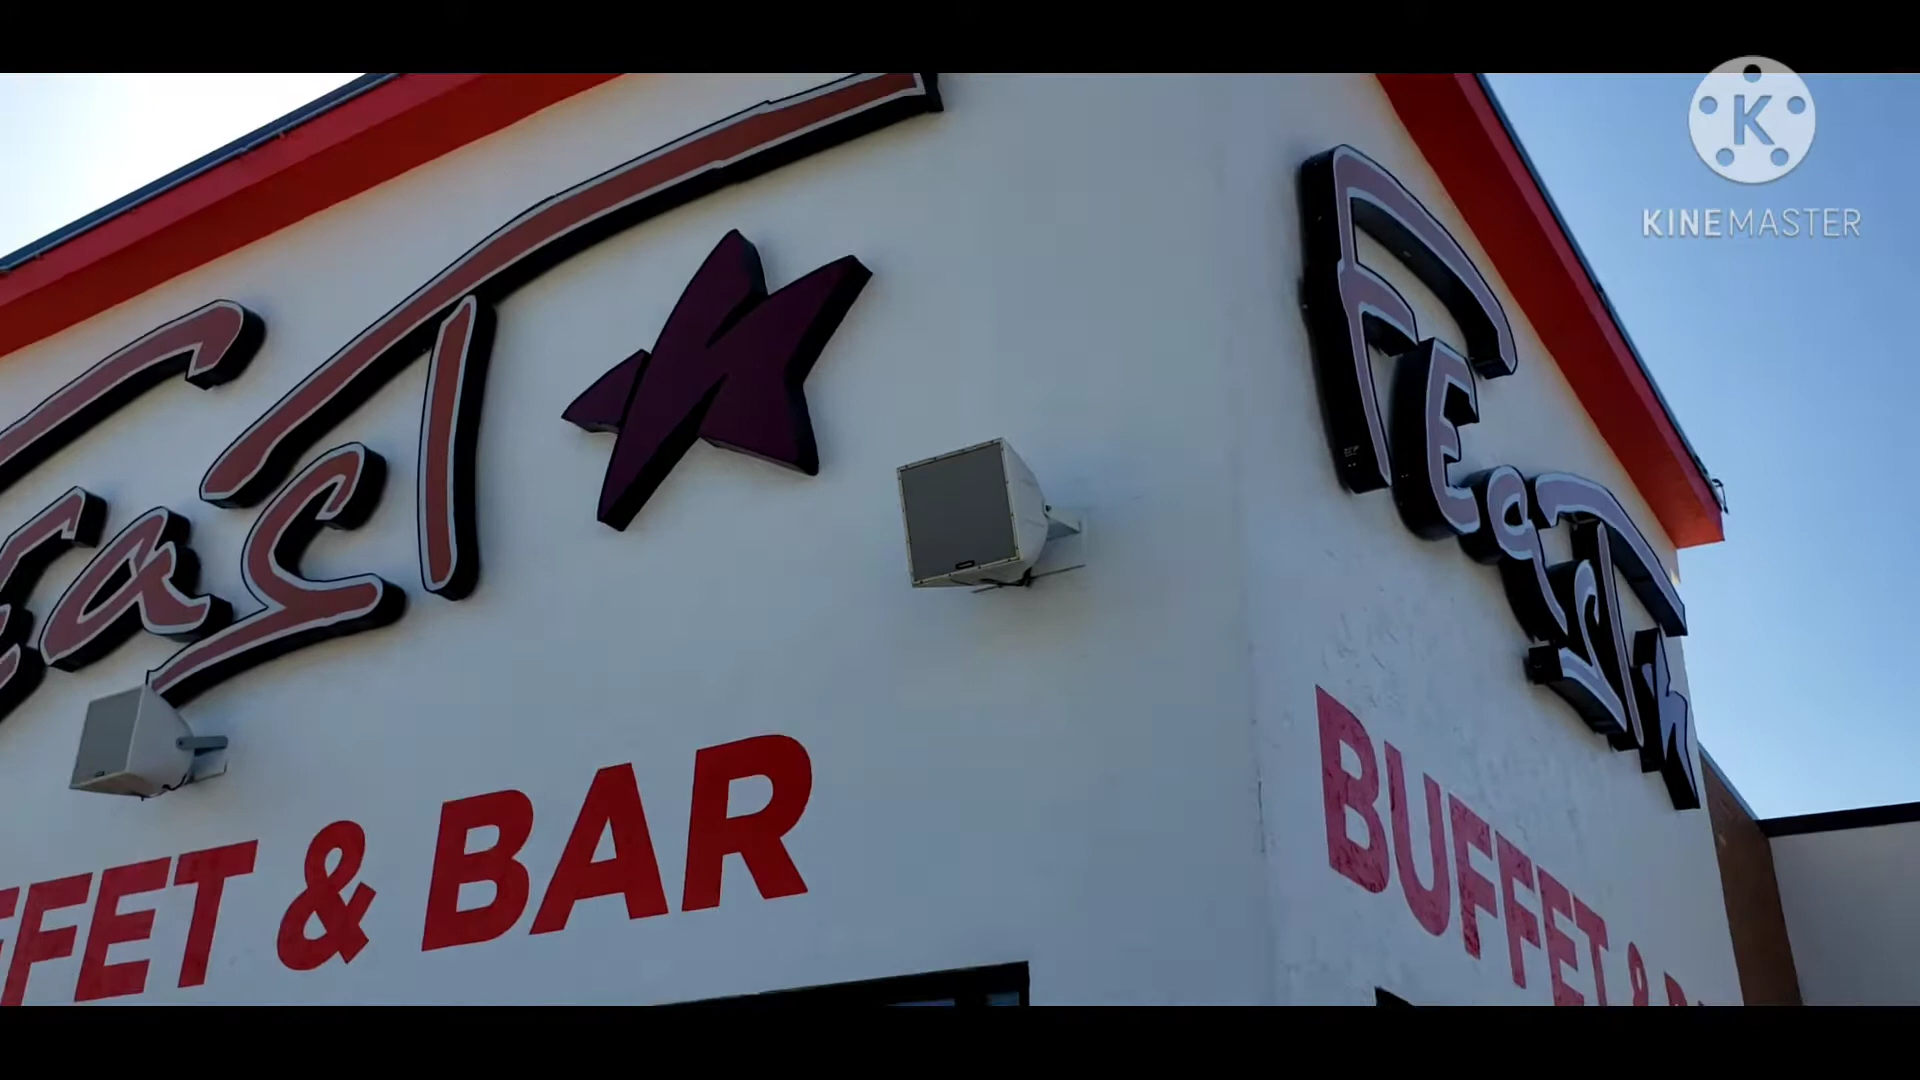 K
KINEMASTER
FeasT
FeasT
BUFFET &
FFET & BAR